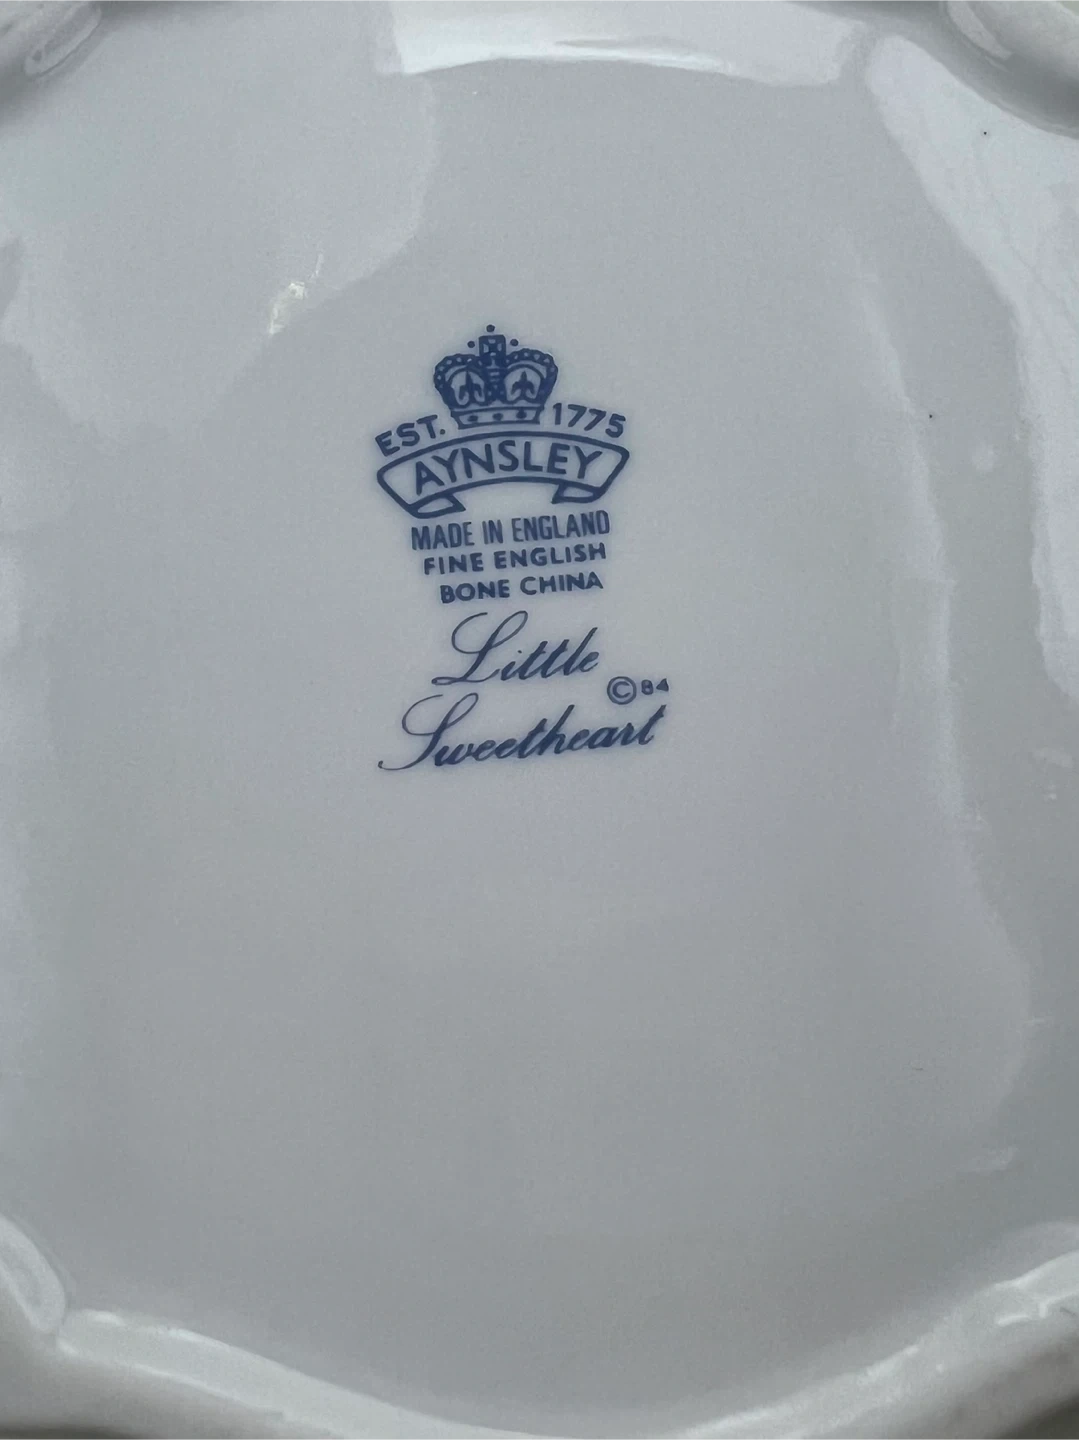 EST. 1775
AYNSLEY
MADE IN ENGLAND
FINE ENGLISH
BONE CHINA
Little
©84
Sweetheart